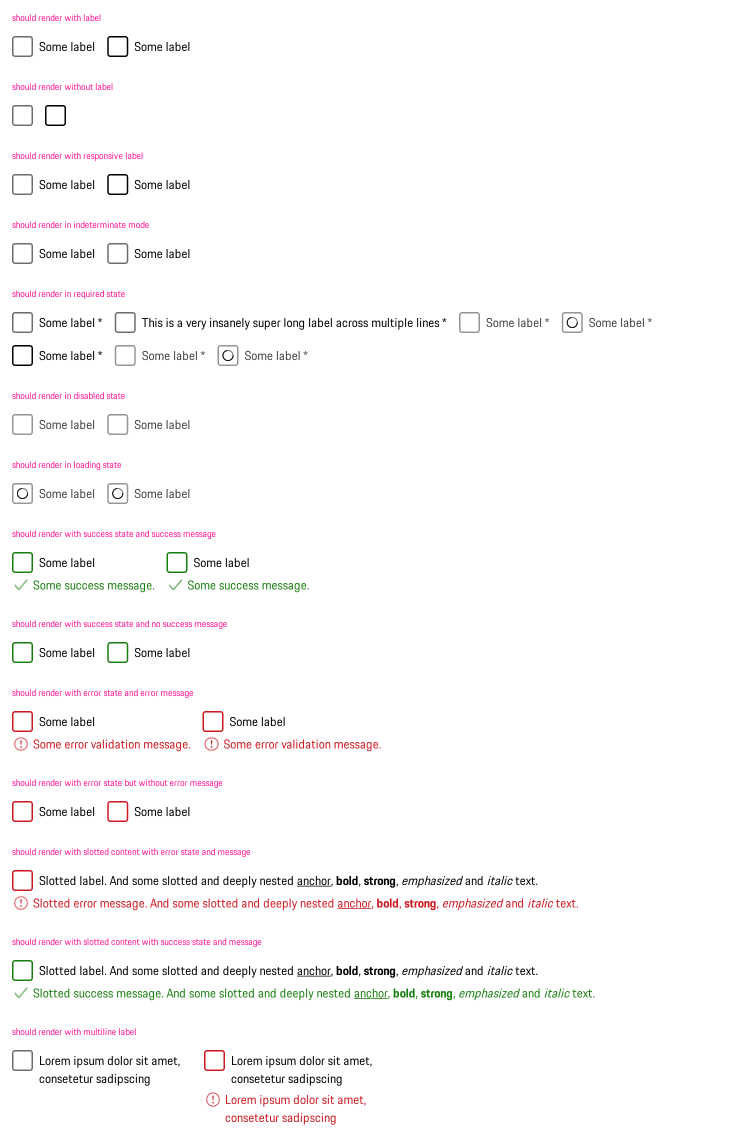 should render with label
Some label Some label
should render without label
should render with responsive label
Some label Some label
should render in indeterminate mode
Some label Some label
should render in required state
Some label * This is a very insanely super long label across multiple lines * Some label * Some label *
Some label * Some label * Some label *
should render in disabled state
Some label Some label
should render in loading state
Some label Some label
should render with success state and success message
Some label Some label
Some success message. Some success message.
should render with success state and no success message
Some label Some label
should render with error state and error message
Some label Some label
Some error validation message. Some error validation message.
should render with error state but without error message
Some label Some label
should render with slotted content with error state and message
Slotted label. And some slotted and deeply nested anchor, bold, strong, emphasized and italic text.
Slotted error message. And some slotted and deeply nested anchor, bold, strong, emphasized and italic text.
should render with slotted content with success state and message
Slotted label. And some slotted and deeply nested anchor, bold, strong, emphasized and italic text.
Slotted success message. And some slotted and deeply nested anchor, bold, strong, emphasized and italic text.
should render with multiline label
Lorem ipsum dolor sit amet,
consetetur sadipscing
Lorem ipsum dolor sit amet,
consetetur sadipscing
Lorem ipsum dolor sit amet,
consetetur sadipscing